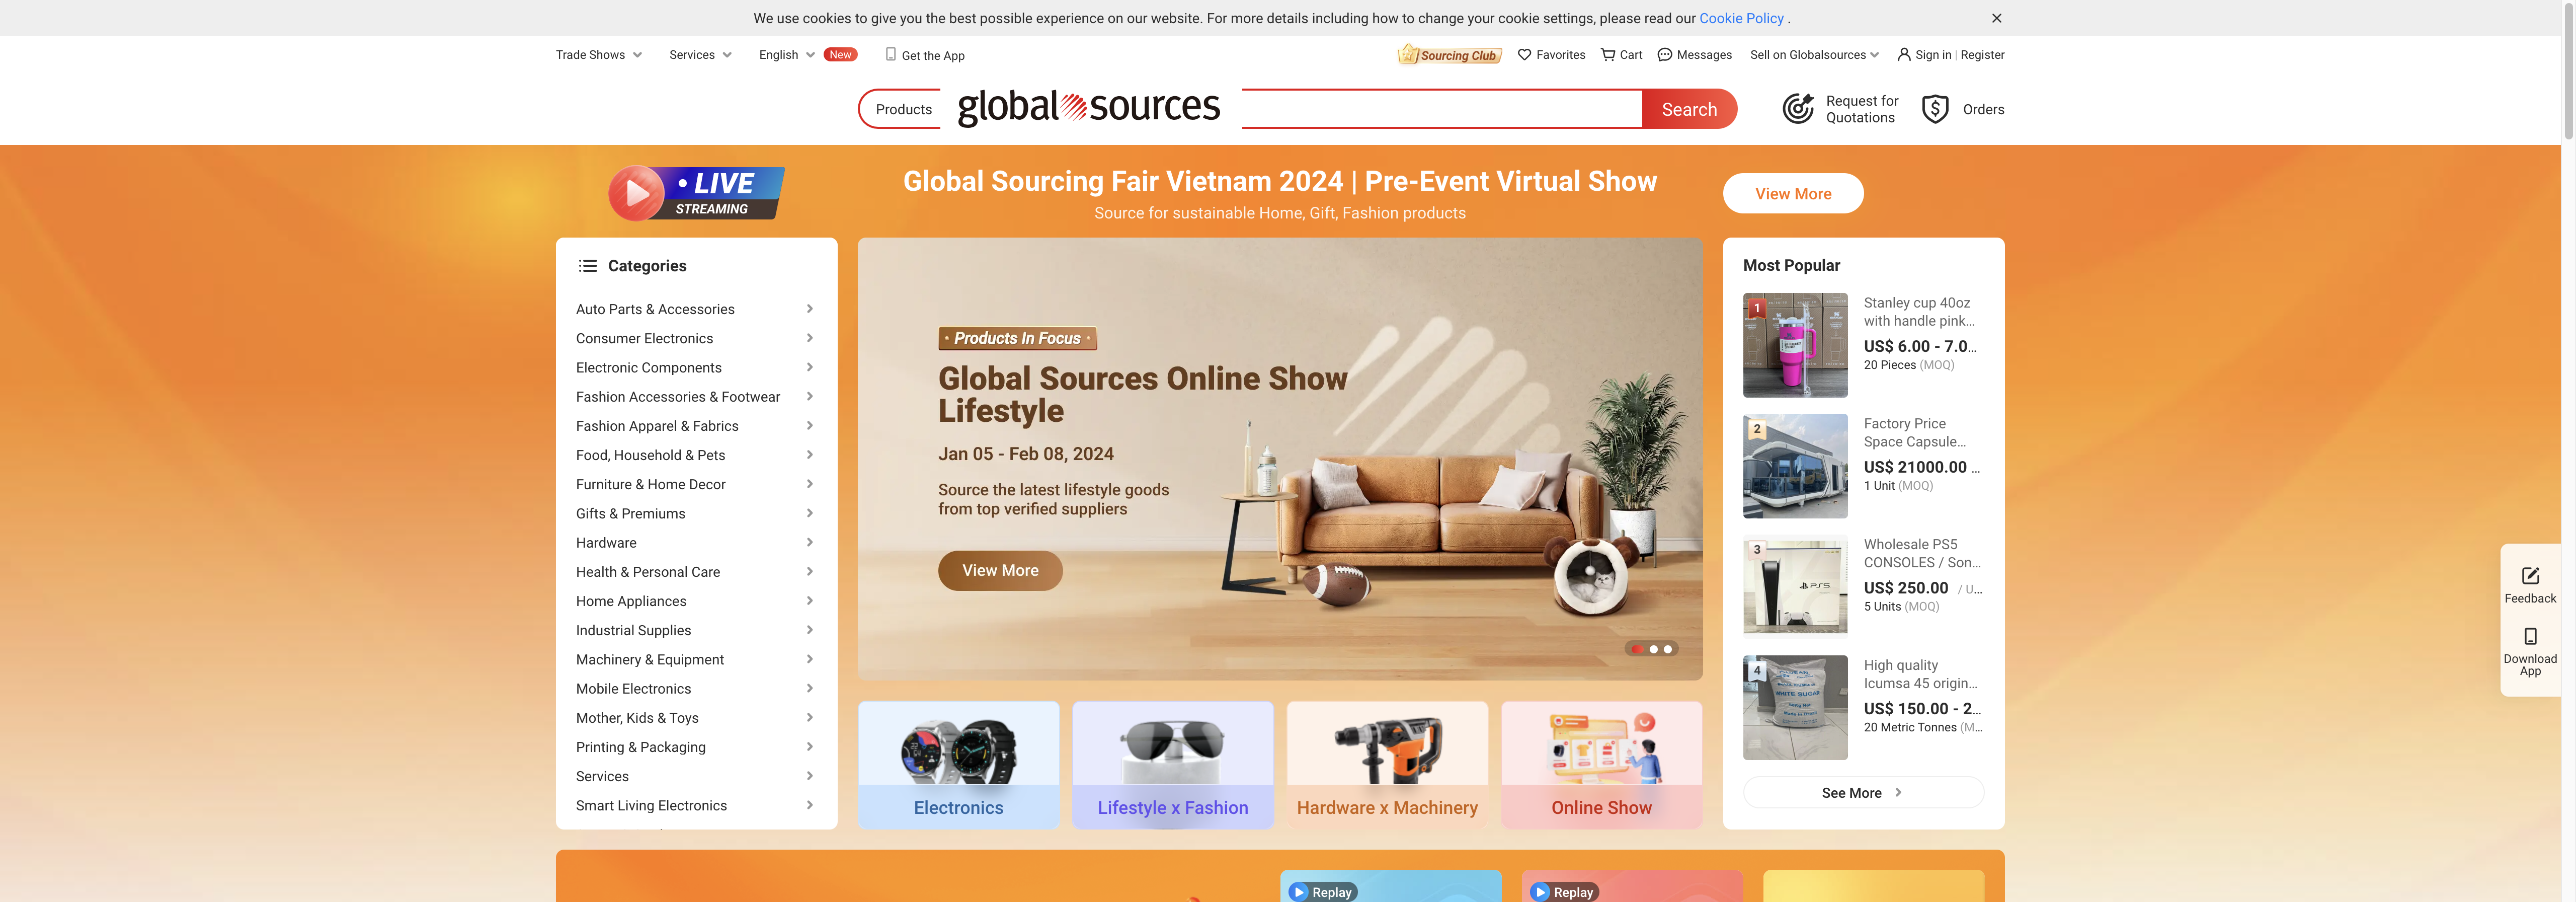 We use cookies to give you the best possible experience on our website. For more details including how to change your cookie settings, please read our Cookie Policy .
Trade Shows
Services
English
New
Get the App
Sourcing Club
Favorites
Cart
Messages
Sell on Globalsources
Sign in | Register
Products
global sources
Search
Request for
Quotations
Orders
• LIVE
STREAMING
Global Sourcing Fair Vietnam 2024 | Pre-Event Virtual Show
Source for sustainable Home, Gift, Fashion products
View More
Categories
Auto Parts & Accessories
Consumer Electronics
Electronic Components
Fashion Accessories & Footwear
Fashion Apparel & Fabrics
Food, Household & Pets
Furniture & Home Decor
Gifts & Premiums
Hardware
Health & Personal Care
Home Appliances
Industrial Supplies
Machinery & Equipment
Mobile Electronics
Mother, Kids & Toys
Printing & Packaging
Services
Smart Living Electronics
· Products In Focus ·
Global Sources Online Show
Lifestyle
Jan 05 - Feb 08, 2024
Source the latest lifestyle goods
from top verified suppliers
View More
Electronics
Lifestyle x Fashion
Hardware x Machinery
Online Show
Most Popular
1
Stanley cup 40oz
with handle pink...
US$ 6.00 - 7.0...
20 Pieces (MOQ)
2
Factory Price
Space Capsule...
US$ 21000.00 ...
1 Unit (MOQ)
3
PS5
Wholesale PS5
CONSOLES / Son...
US$ 250.00 / U...
5 Units (MOQ)
4
WHITE SUGAR
High quality
Icumsa 45 origin...
US$ 150.00 - 2...
20 Metric Tonnes (M...
See More
Feedback
Download
App
Replay
Replay